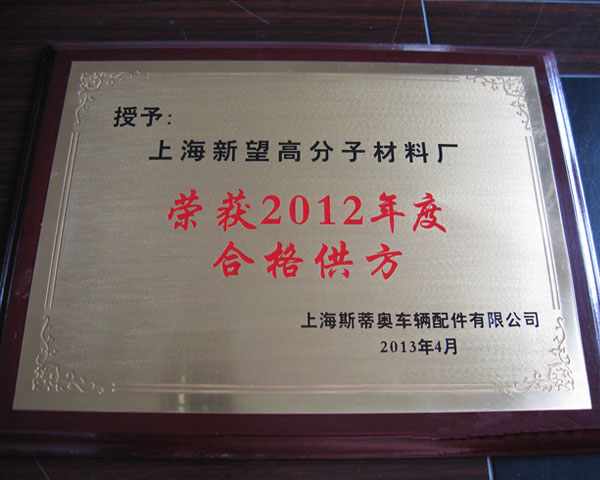 授予:
上海新望高分子材料厂
荣获2012年度
合格供方
上海斯蒂奥车辆配件有限公司
2013年4月